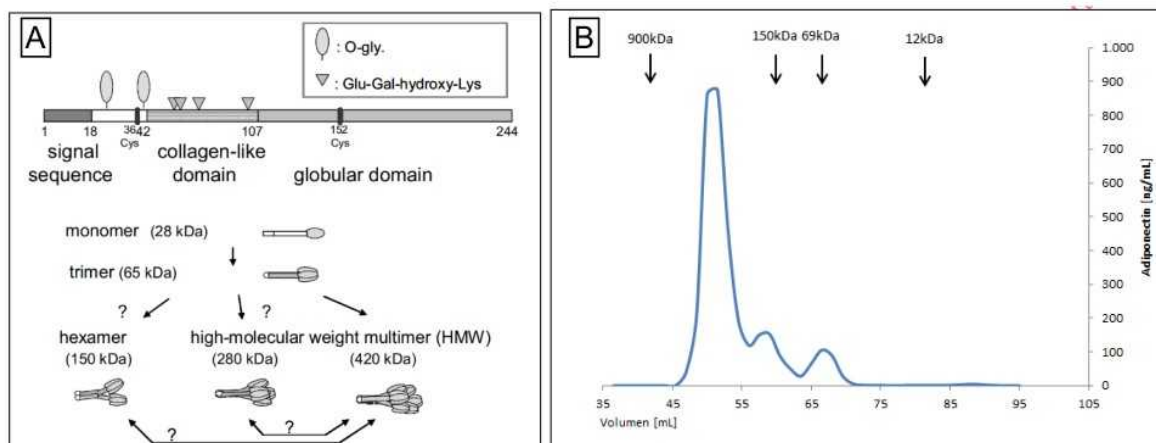 A
: O-gly.
: Glu-Gal-hydroxy-Lys
1 18 36 42 107 152 244
Cys Cys
signal sequence
collagen-like domain
globular domain
monomer (28 kDa)
trimer (65 kDa)
? ?
hexamer
(150 kDa)
high-molecular weight multimer (HMW)
(280 kDa) (420 kDa)
? ?
B
900kDa 150kDa 69kDa 12kDa
1.000
900
800
700
600
500
400
300
200
100
0
Adiponectin [ng/mL]
35 45 55 65 75 85 95 105
Volumen [mL]